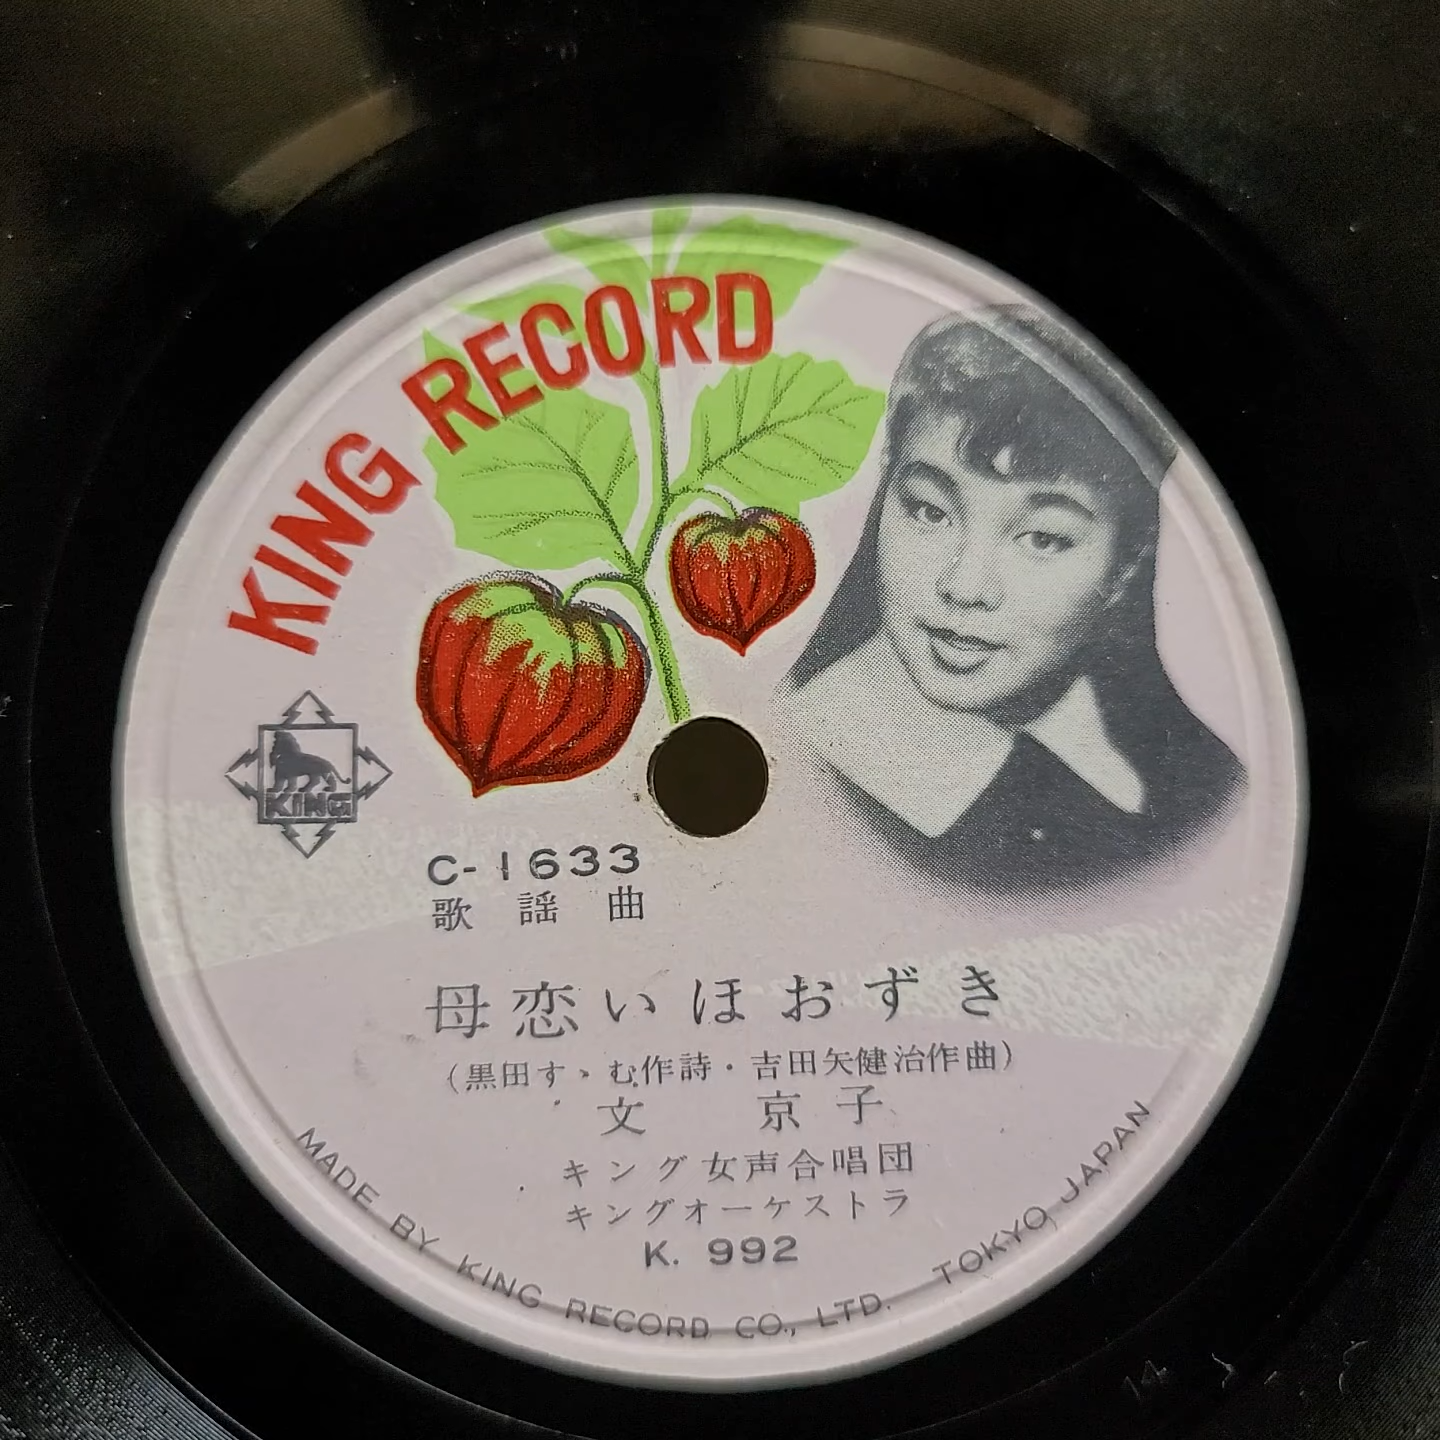 KING RECORD
KING
C-1633
歌謡曲
母恋いほおずき
(黒田すゝむ作詩・吉田矢健治作曲)
文 京子
キング女声合唱団
キングオーケストラ
K. 992
MADE BY KING RECORD CO., LTD. TOKYO, JAPAN